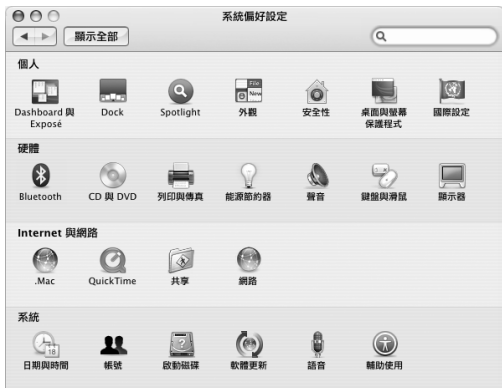 系統偏好設定
顯示全部
個人
Dashboard 與 Exposé
Dock
Spotlight
外觀
安全性
桌面與螢幕保護程式
國際設定
硬體
Bluetooth
CD 與 DVD
列印與傳真
能源節約器
聲音
鍵盤與滑鼠
顯示器
Internet 與網路
.Mac
QuickTime
共享
網路
系統
日期與時間
帳號
啟動磁碟
軟體更新
語音
輔助使用